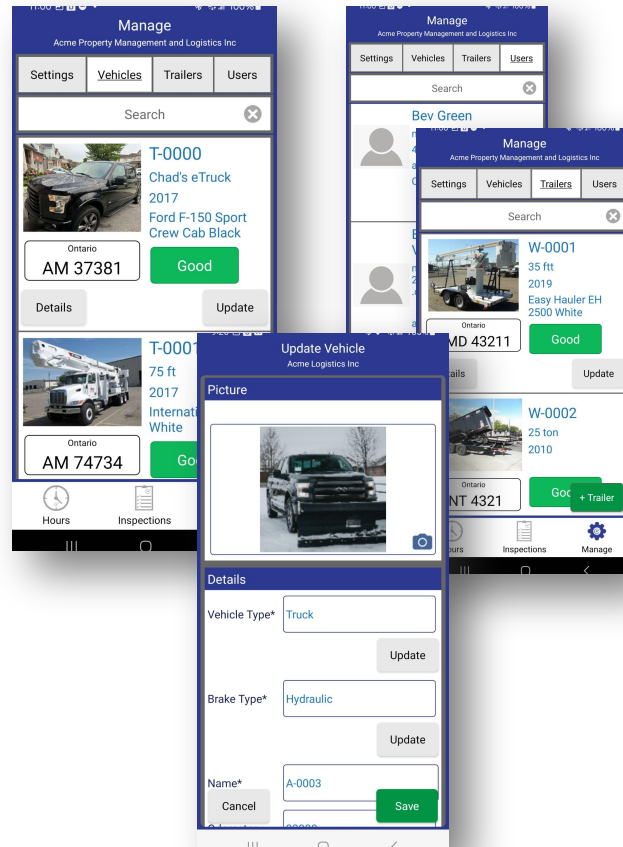 Manage
Acme Property Management and Logistics Inc
Settings
Vehicles
Trailers
Users
Search
T-0000
Chad's eTruck
2017
Ford F-150 Sport
Crew Cab
Black
Ontario
AM 37381
Good
Details
Update
T-0001
75 ft
2017
White
Ontario
AM 74734
Hours
Inspections
Manage
Acme Property Management and Logistics Inc
Settings
Vehicles
Trailers
Users
Search
Bev Green
Manage
Acme Property Management and Logistics Inc
Settings
Vehicles
Trailers
Users
Search
W-0001
35 ftt
2019
Easy Hauler EH
2500 White
Ontario
MD 43211
Good
Update
W-0002
25 ton
2010
Ontario
NT 4321
+ Trailer
Inspections
Manage
Update Vehicle
Acme Logistics Inc
Picture
Details
Vehicle Type*
Truck
Update
Brake Type*
Hydraulic
Update
Name*
A-0003
Cancel
Save